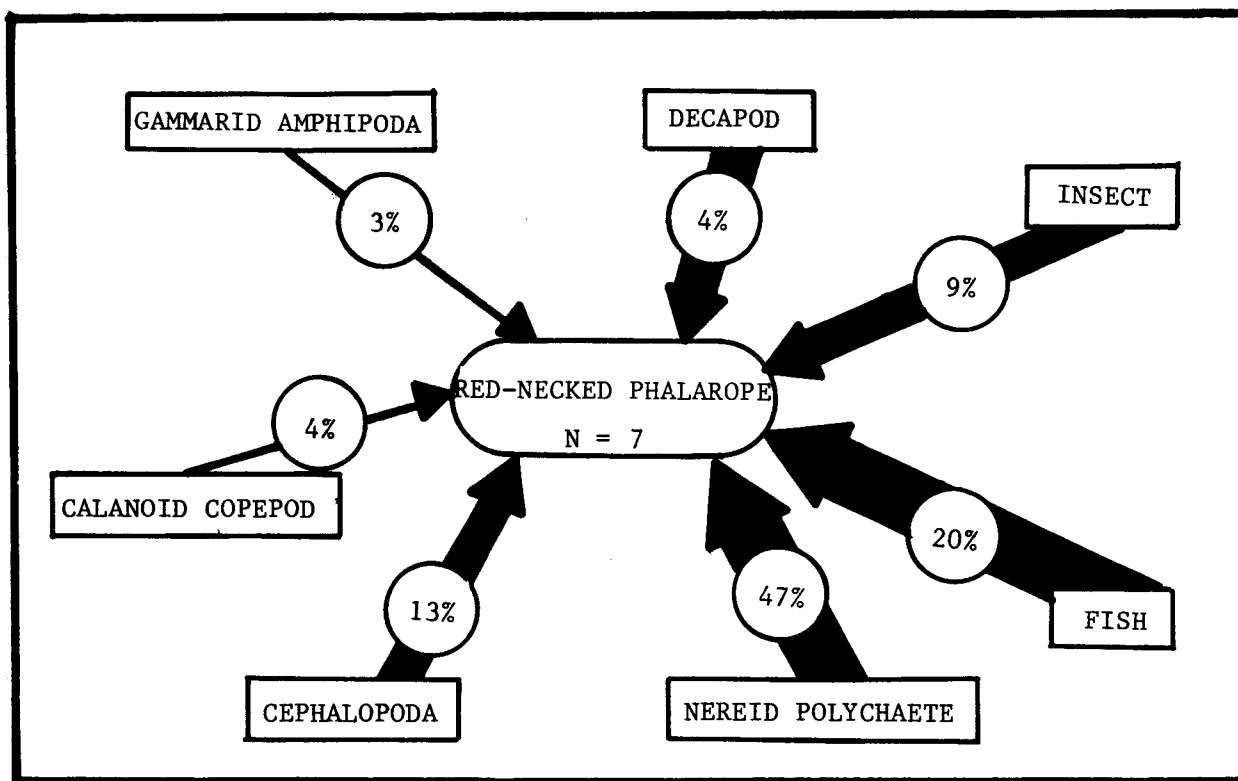 GAMMARID AMPHIPODA
3%
DECAPOD
4%
INSECT
9%
RED-NECKED PHALAROPE
N = 7
4%
CALANOID COPEPOD
13%
CEPHALOPODA
47%
NEREID POLYCHAETE
20%
FISH